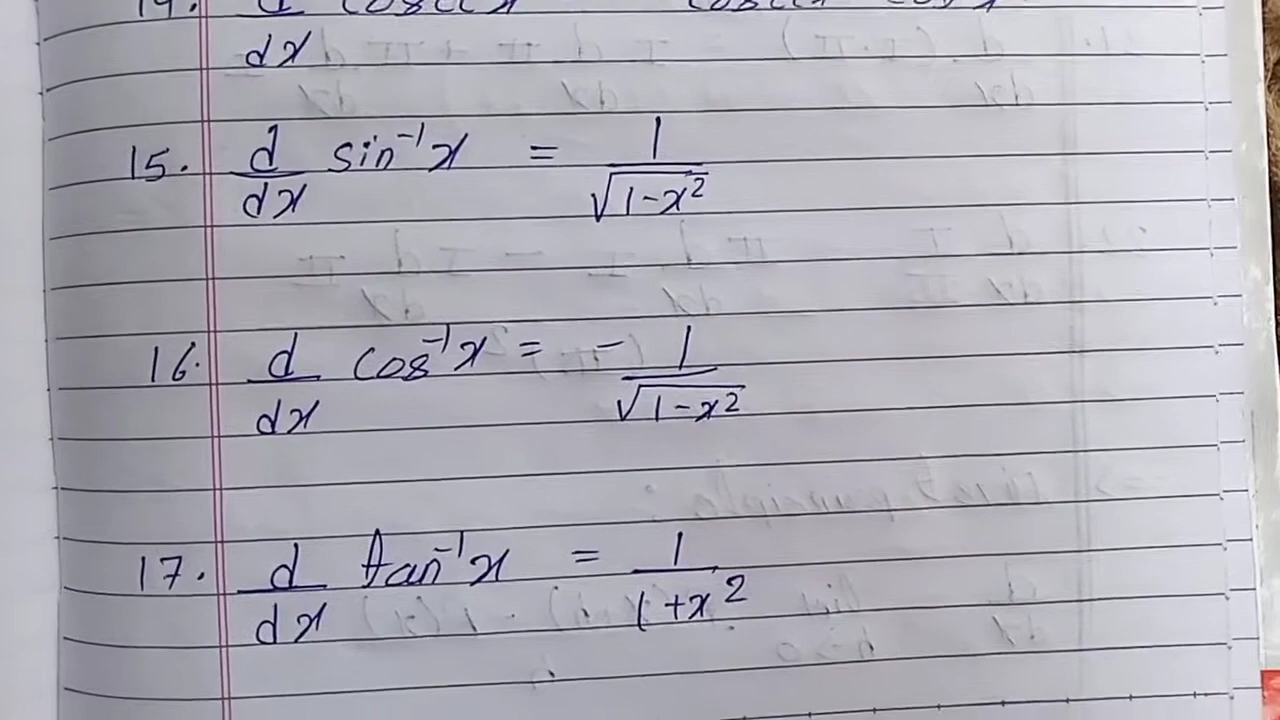 d/dx
15. d/dx sin⁻¹x = 1/√(1-x²)
16. d/dx cos⁻¹x = - 1/√(1-x²)
17. d/dx tan⁻¹x = 1/(1+x²)